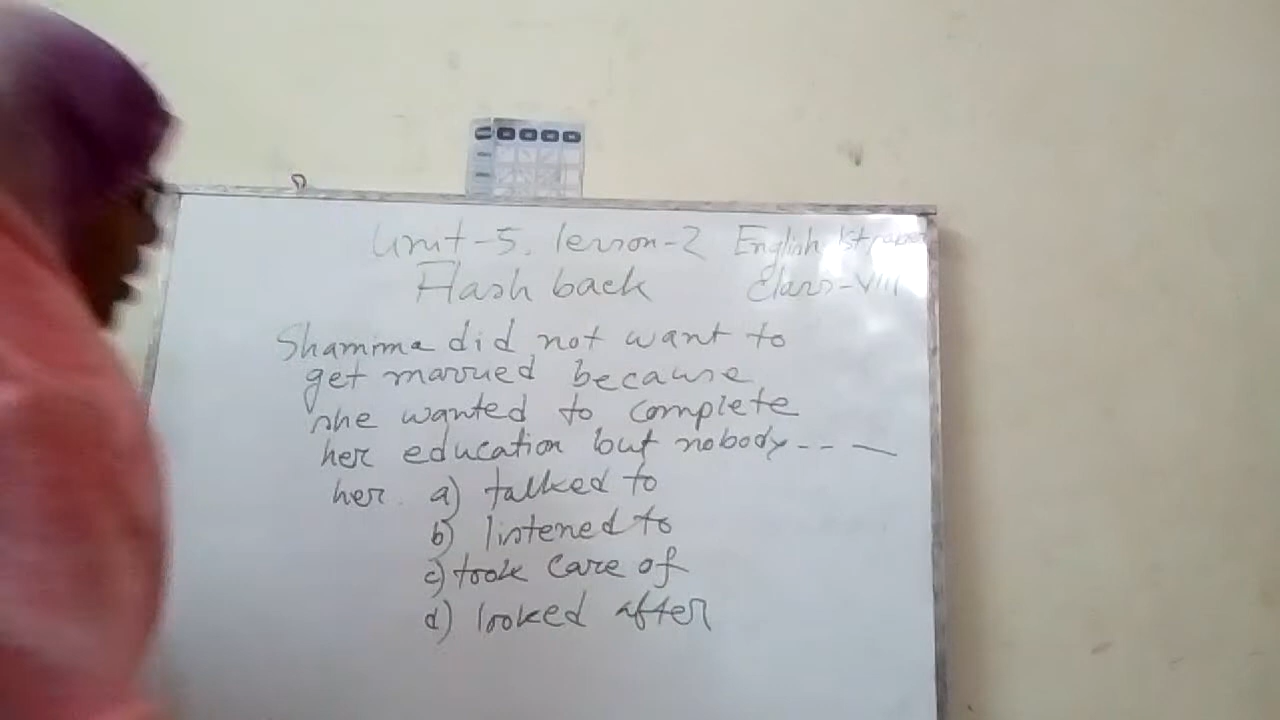 Unit-5, lesson-2 English 1st paper
Flash back Class-VIII
Shamima did not want to
get married because
she wanted to complete
her education but nobody -- —
her. a) talked to
b) listened to
c) took care of
d) looked after